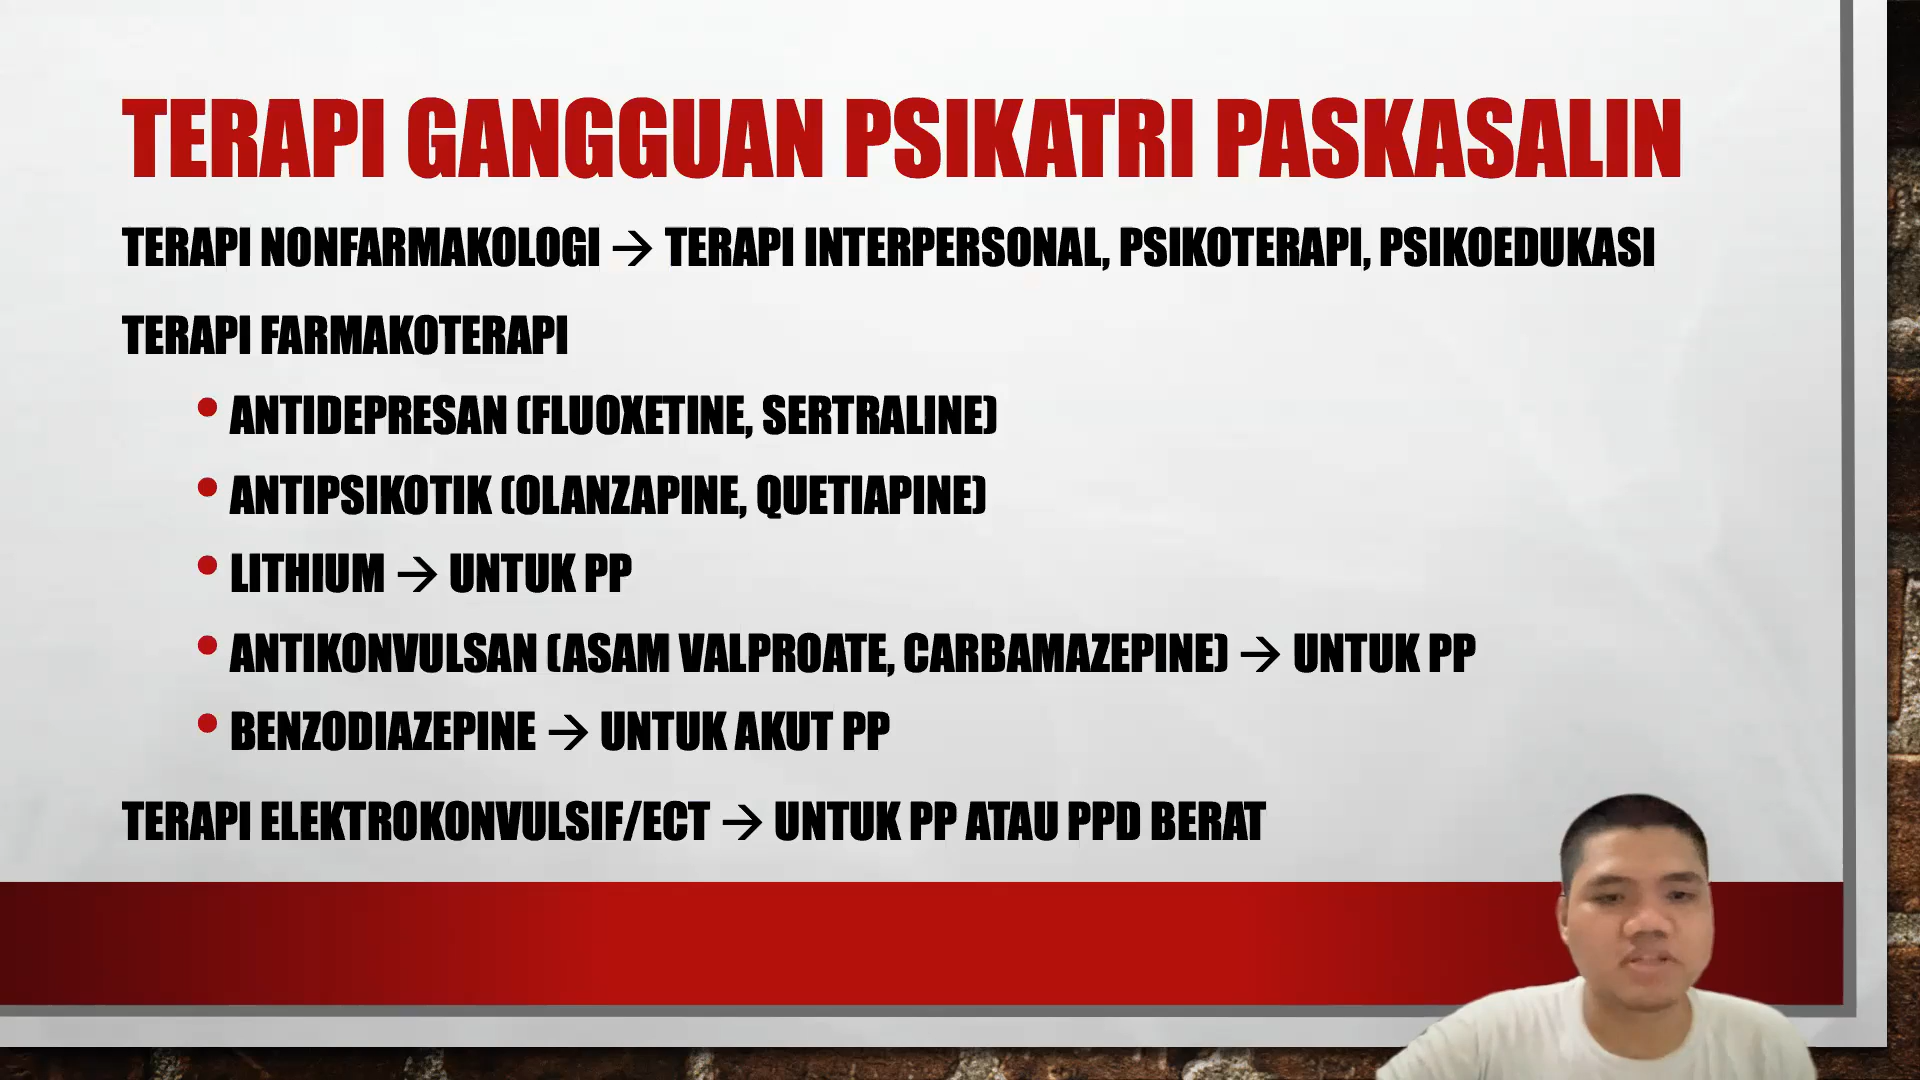 TERAPI GANGGUAN PSIKATRI PASKASALIN
TERAPI NONFARMAKOLOGI → TERAPI INTERPERSONAL, PSIKOTERAPI, PSIKOEDUKASI
TERAPI FARMAKOTERAPI
• ANTIDEPRESAN (FLUOXETINE, SERTRALINE)
• ANTIPSIKOTIK (OLANZAPINE, QUETIAPINE)
• LITHIUM → UNTUK PP
• ANTIKONVULSAN (ASAM VALPROATE, CARBAMAZEPINE) → UNTUK PP
• BENZODIAZEPINE → UNTUK AKUT PP
TERAPI ELEKTROKONVULSIF/ECT → UNTUK PP ATAU PPD BERAT